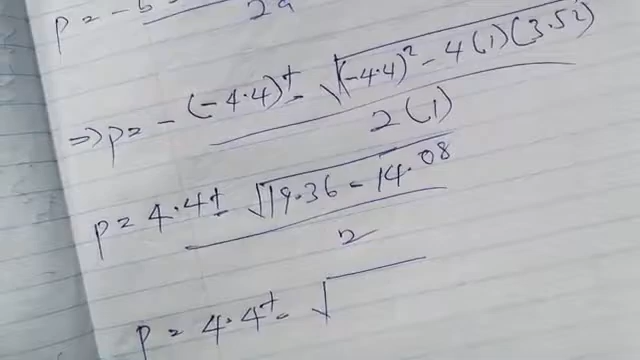 p = -b
2a
⇒ p = -(-4.4) ± √(-4.4)² - 4(1)(3.52)
2(1)
p = 4.4 ± √19.36 - 14.08
2
p = 4.4 ± √